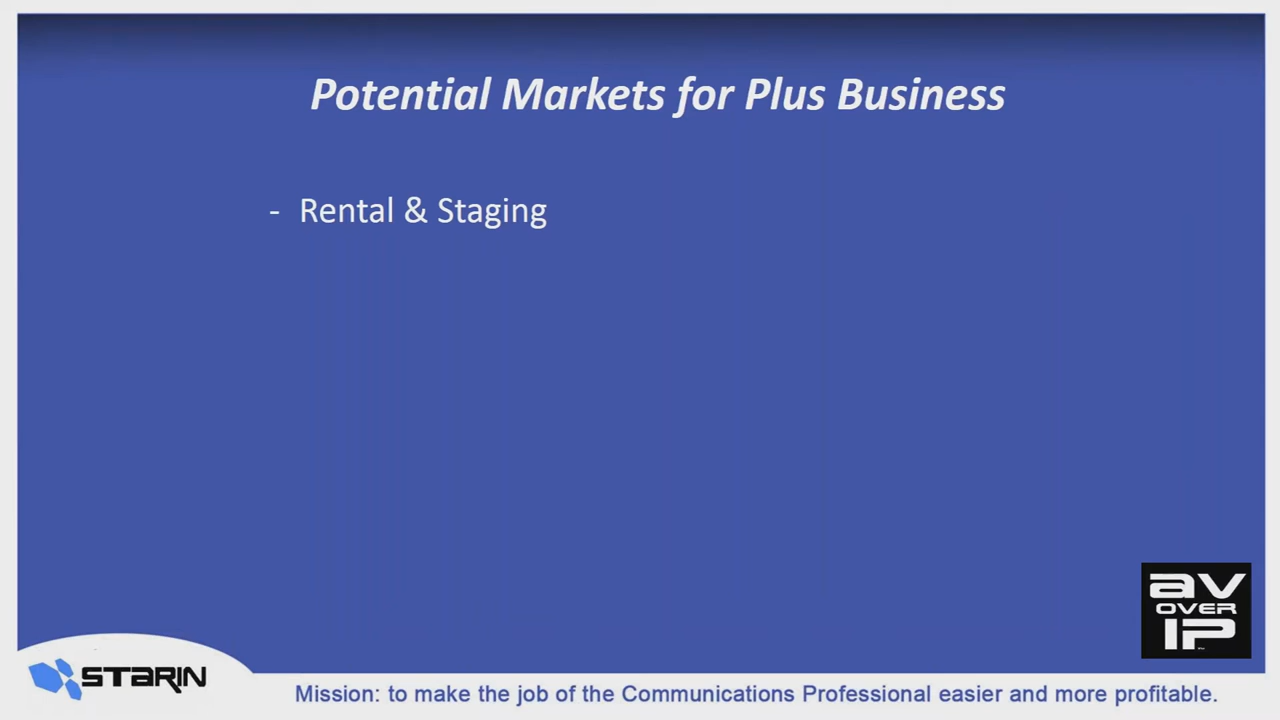 Potential Markets for Plus Business
- Rental & Staging
av
OVER
IP
STARIN
Mission: to make the job of the Communications Professional easier and more profitable.